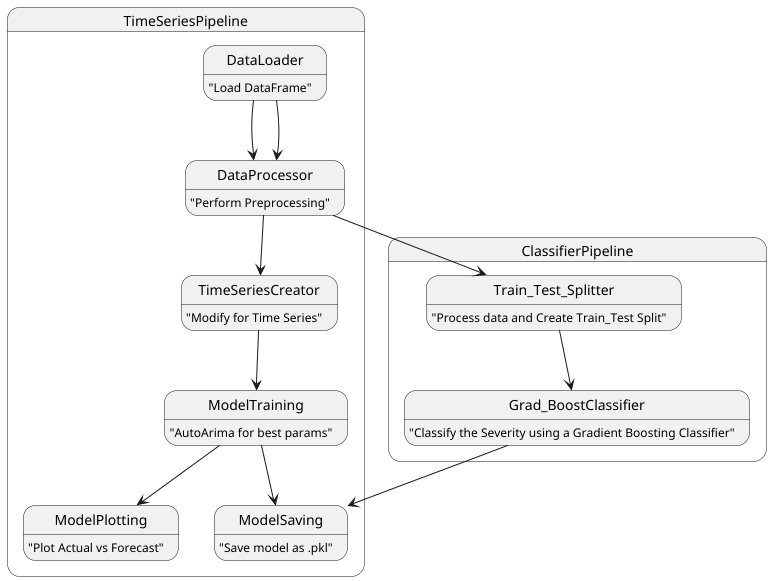 TimeSeriesPipeline
DataLoader
"Load DataFrame"
DataProcessor
"Perform Preprocessing"
TimeSeriesCreator
"Modify for Time Series"
ModelTraining
"AutoArima for best params"
ModelPlotting
"Plot Actual vs Forecast"
ModelSaving
"Save model as .pkl"
ClassifierPipeline
Train_Test_Splitter
"Process data and Create Train_Test Split"
Grad_BoostClassifier
"Classify the Severity using a Gradient Boosting Classifier"